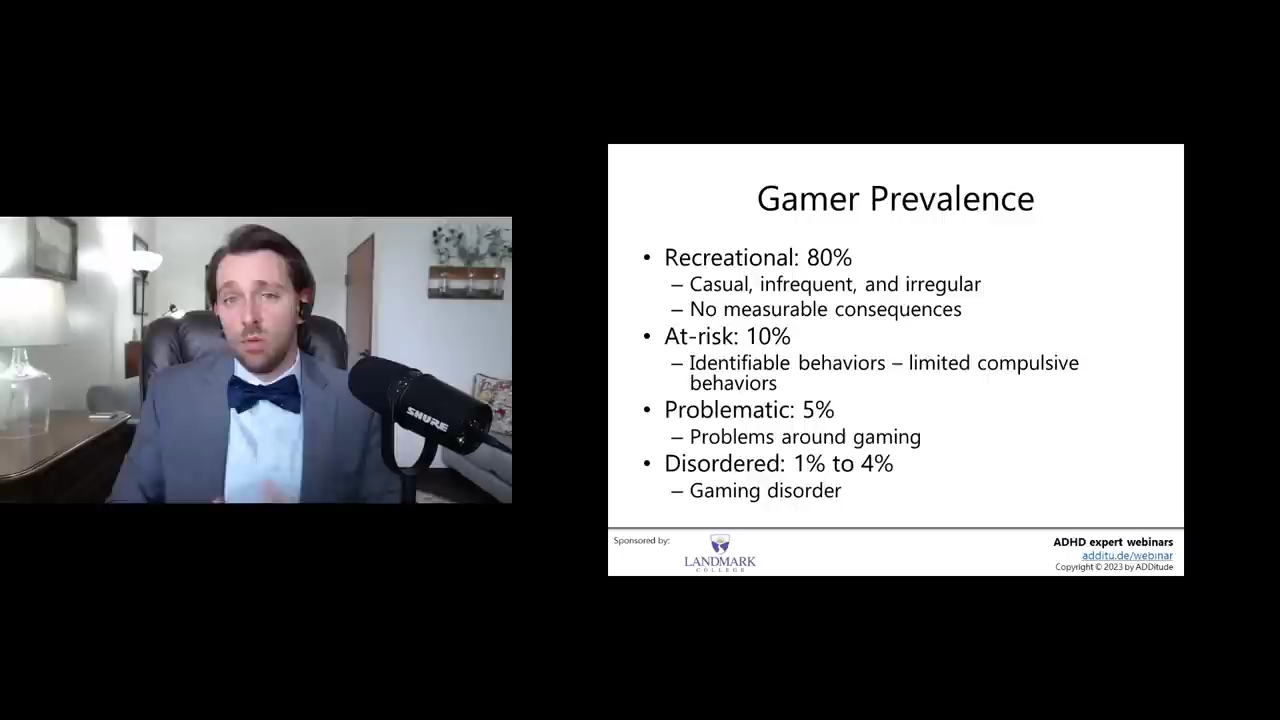 SHURE
Gamer Prevalence
• Recreational: 80%
– Casual, infrequent, and irregular
– No measurable consequences
• At-risk: 10%
– Identifiable behaviors – limited compulsive
behaviors
• Problematic: 5%
– Problems around gaming
• Disordered: 1% to 4%
– Gaming disorder
Sponsored by:
LANDMARK
COLLEGE
ADHD expert webinars
additu.de/webinar
Copyright © 2023 by ADDitude